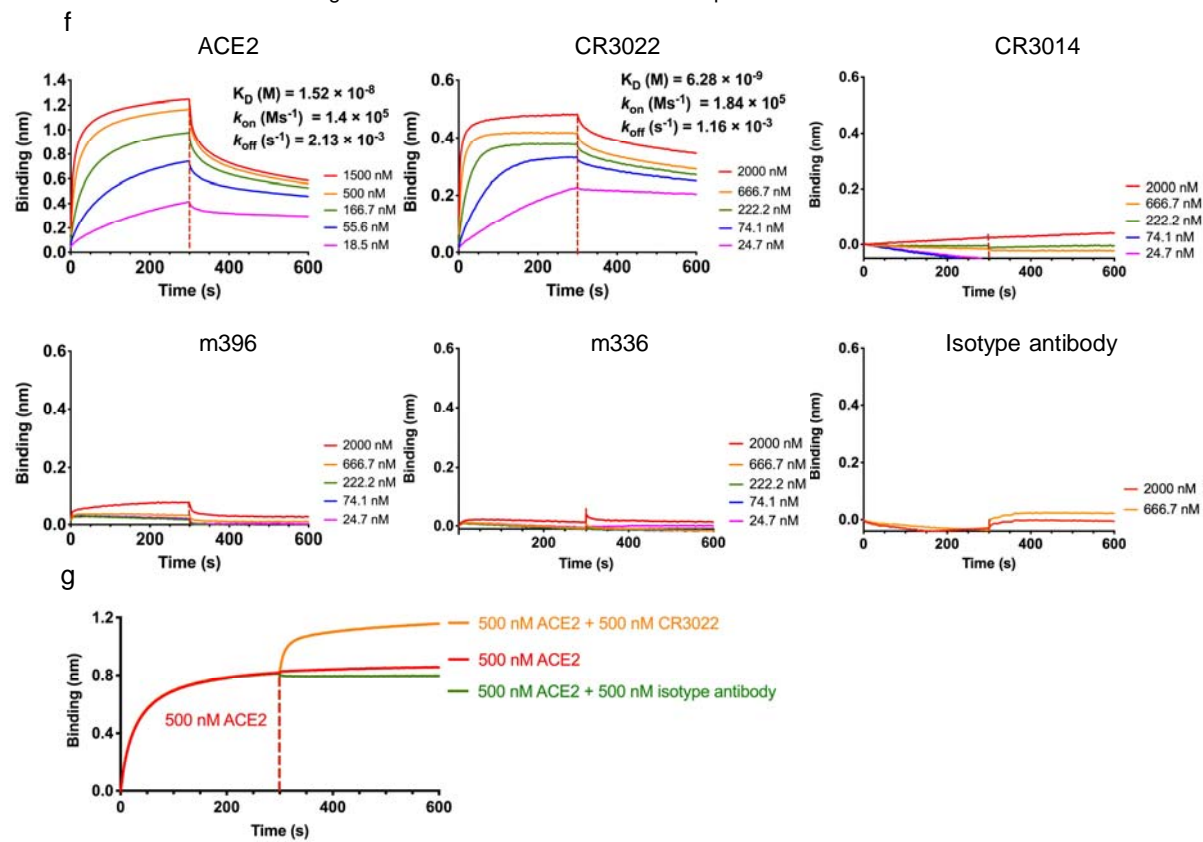 f
ACE2
1.4
1.2
1.0
0.8
0.6
0.4
0.2
0.0
Binding (nm)
0
200
400
600
Time (s)
K_D (M) = 1.52 × 10⁻⁸
k_on (Ms⁻¹) = 1.4 × 10⁵
k_off (s⁻¹) = 2.13 × 10⁻³
1500 nM
500 nM
166.7 nM
55.6 nM
18.5 nM
CR3022
0.6
0.4
0.2
0.0
Binding (nm)
0
200
400
600
Time (s)
K_D (M) = 6.28 × 10⁻⁹
k_on (Ms⁻¹) = 1.84 × 10⁵
k_off (s⁻¹) = 1.16 × 10⁻³
2000 nM
666.7 nM
222.2 nM
74.1 nM
24.7 nM
CR3014
0.6
0.4
0.2
0.0
Binding (nm)
0
200
400
600
Time (s)
2000 nM
666.7 nM
222.2 nM
74.1 nM
24.7 nM
m396
0.6
0.4
0.2
0.0
Binding (nm)
0
200
400
600
Time (s)
2000 nM
666.7 nM
222.2 nM
74.1 nM
24.7 nM
m336
0.6
0.4
0.2
0.0
Binding (nm)
200
400
600
Time (s)
2000 nM
666.7 nM
222.2 nM
74.1 nM
24.7 nM
Isotype antibody
0.6
0.4
0.2
0.0
Binding (nm)
0
200
400
600
Time (s)
2000 nM
666.7 nM
g
1.2
0.8
0.4
0.0
Binding (nm)
0
200
400
600
Time (s)
500 nM ACE2
500 nM ACE2 + 500 nM CR3022
500 nM ACE2
500 nM ACE2 + 500 nM isotype antibody